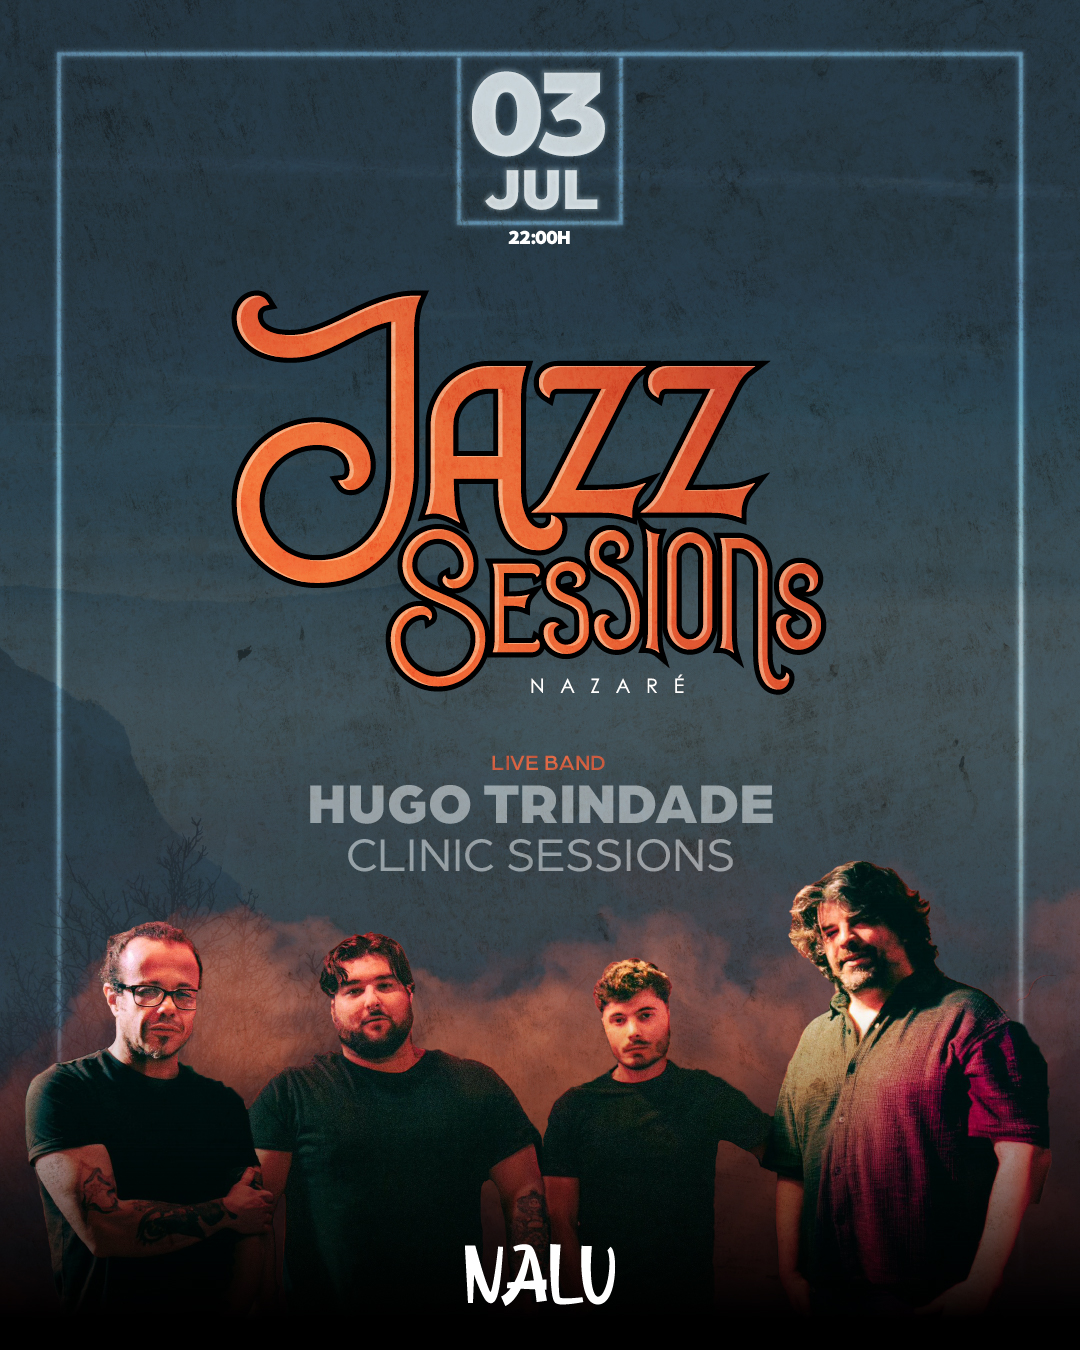 03
JUL
22:00H
JAZZ
SESSIONS
NAZARÉ
LIVE BAND
HUGO TRINDADE
CLINIC SESSIONS
NALU